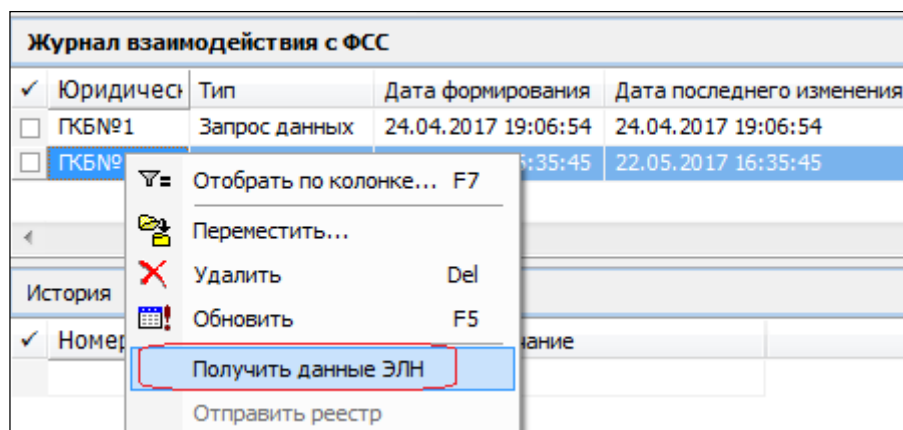 Журнал взаимодействия с ФСС
Юридическ Тип Дата формирования Дата последнего изменения
ГКБ№1 Запрос данных 24.04.2017 19:06:54 24.04.2017 19:06:54
ГКБ№ 5:35:45 22.05.2017 16:35:45
Отобрать по колонке... F7
Переместить...
Удалить Del
История
Обновить F5
Номер чание
Получить данные ЭЛН
Отправить реестр